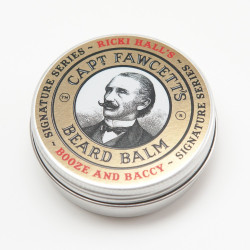 SIGNATURE SERIES ~ RICKI HALL'S ~ SIGNATURE SERIES ~
CAPT FAWCETT'S
BEARD BALM
BOOZE AND BACCY ~